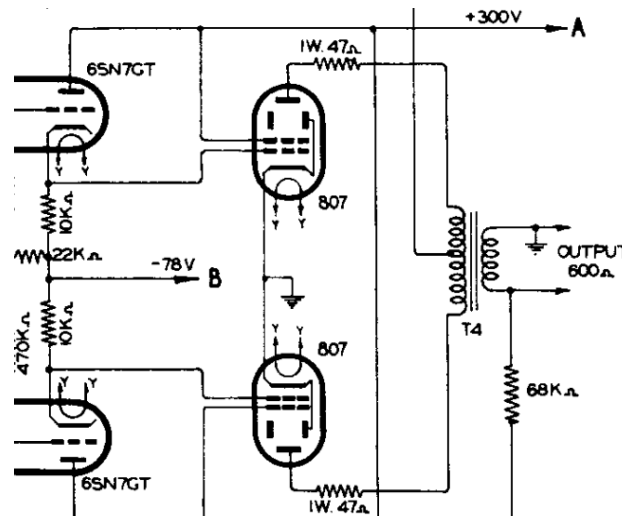 +300V
A
1W. 47Ω
6SN7GT
Y Y
807
Y Y
10KΩ
22KΩ
-78V
B
OUTPUT
600Ω
T4
470KΩ
10KΩ
Y Y
807
Y Y
68KΩ
6SN7GT
1W. 47Ω